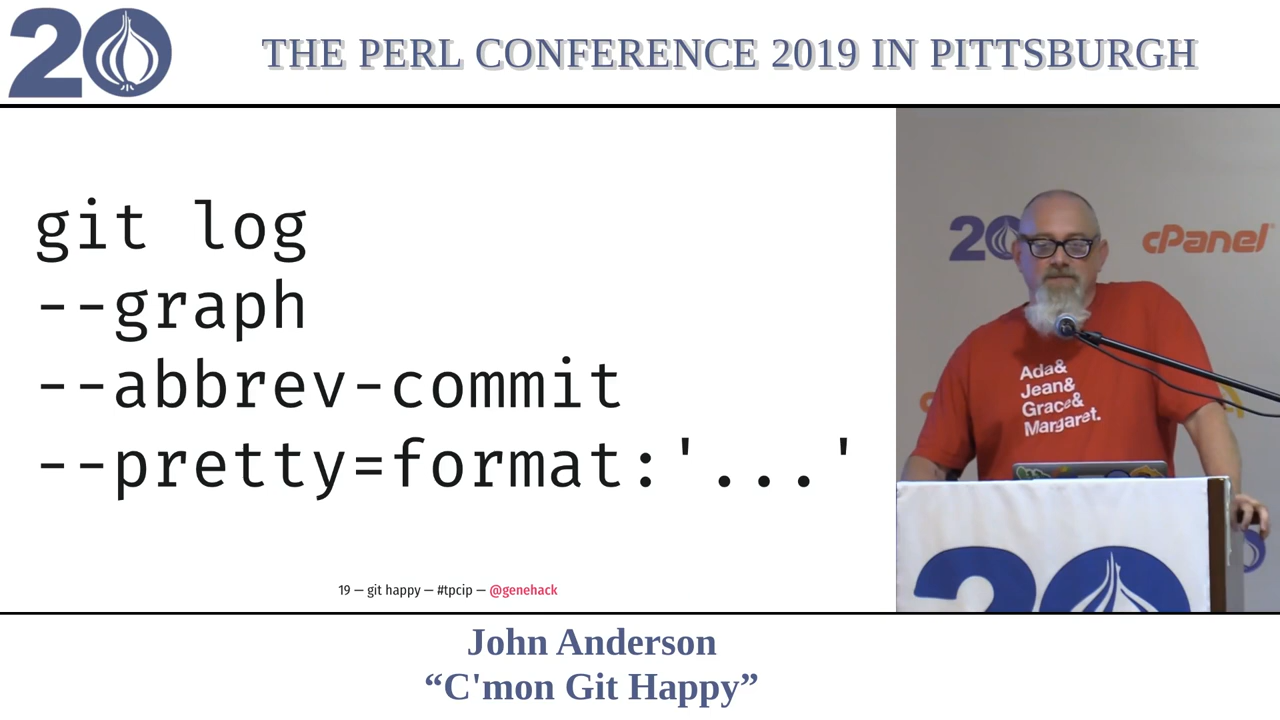 20
THE PERL CONFERENCE 2019 IN PITTSBURGH
git log
--graph
--abbrev-commit
--pretty=format:'...'
19 — git happy — #tpcip — @genehack
20
cPanel
Ada&
Jean&
Grace&
Margaret.
20
John Anderson
“C'mon Git Happy”